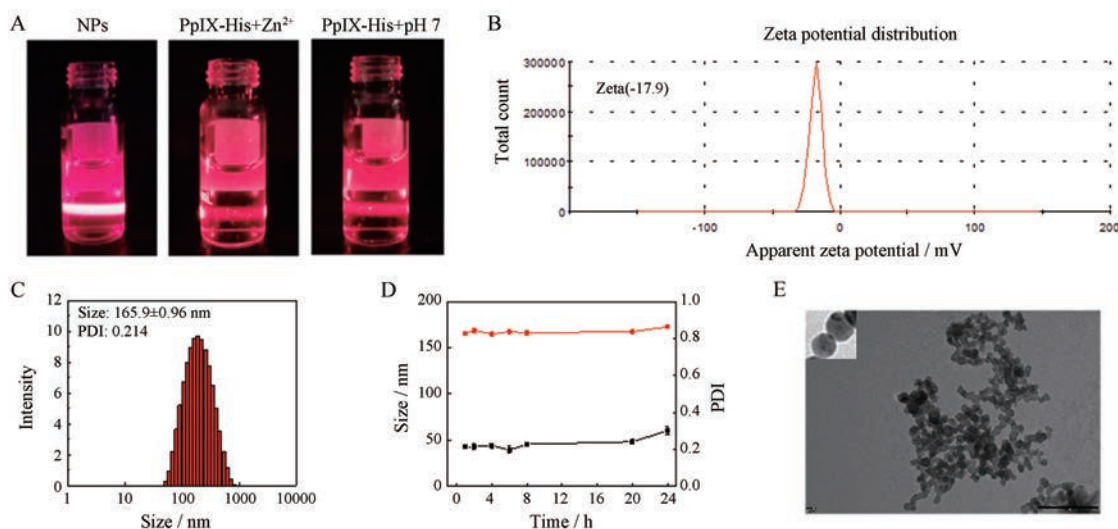 A
NPs
PpIX-His+Zn²⁺
PpIX-His+pH 7
B
Zeta potential distribution
Zeta(-17.9)
Total count
300000
200000
100000
0
-100
0
100
200
Apparent zeta potential / mV
C
Size: 165.9±0.96 nm
PDI: 0.214
Intensity
12
10
8
6
4
2
0
1
10
100
1000
10000
Size / nm
D
Size / nm
200
150
100
50
0
0
4
8
12
16
20
24
Time / h
1.0
0.8
0.6
0.4
0.2
0.0
PDI
E